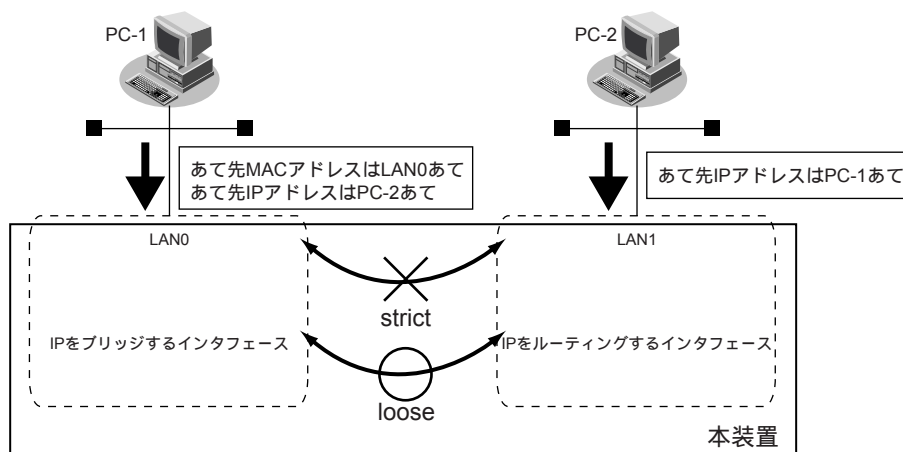 PC-1
PC-2
あて先MACアドレスはLAN0あて
あて先IPアドレスはPC-2あて
あて先IPアドレスはPC-1あて
LAN0
LAN1
strict
IPをブリッジするインタフェース
IPをルーティングするインタフェース
loose
本装置